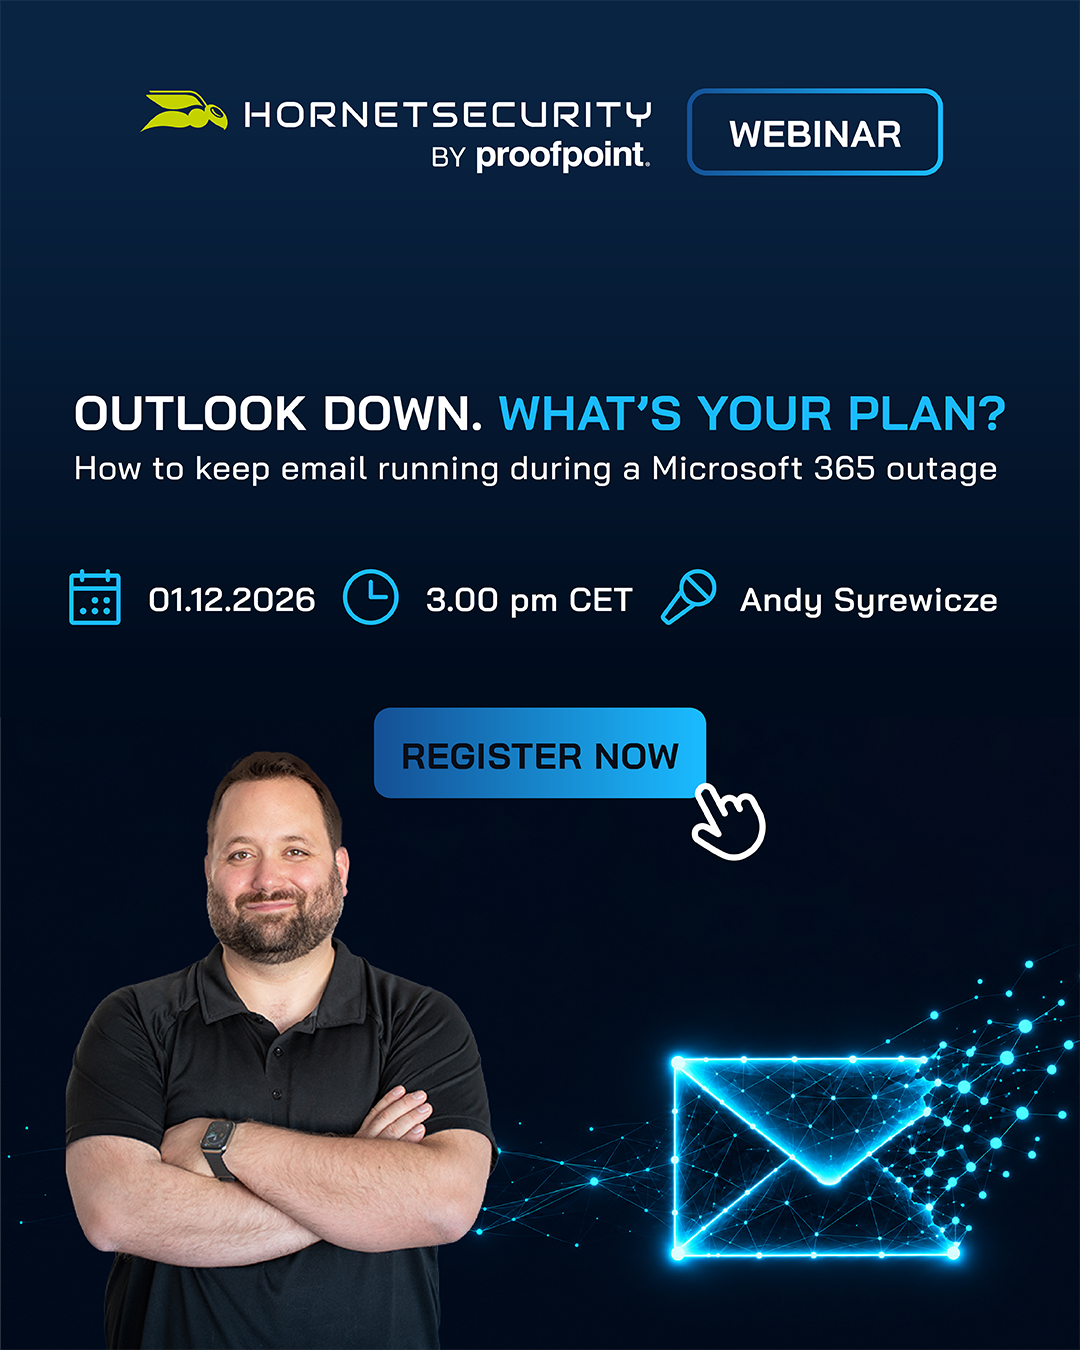 HORNETSECURITY
BY proofpoint.
WEBINAR
OUTLOOK DOWN. WHAT'S YOUR PLAN?
How to keep email running during a Microsoft 365 outage
01.12.2026
3.00 pm CET
Andy Syrewicze
REGISTER NOW